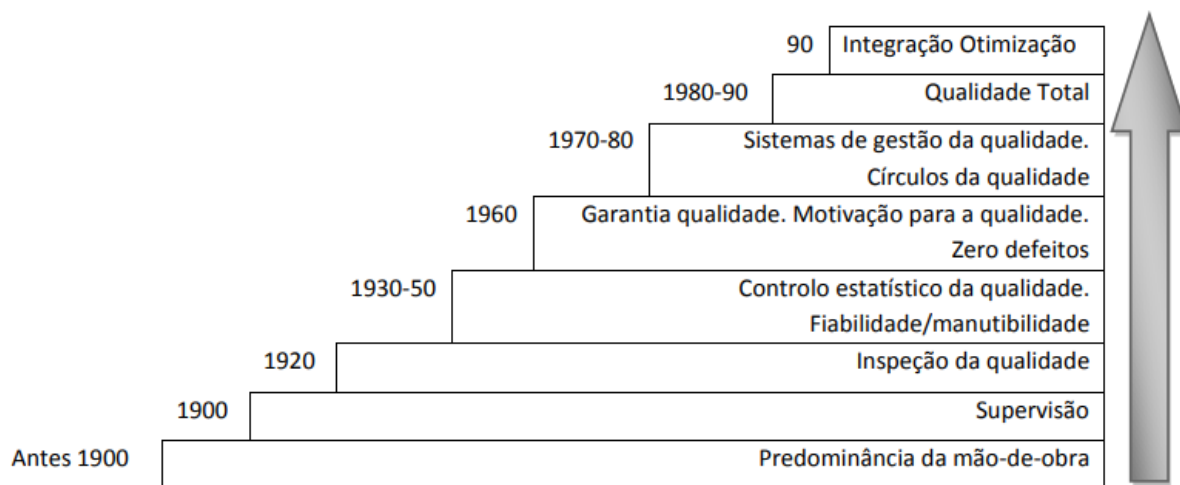 90 Integração Otimização
1980-90 Qualidade Total
1970-80 Sistemas de gestão da qualidade.
Círculos da qualidade
1960 Garantia qualidade. Motivação para a qualidade.
Zero defeitos
1930-50 Controlo estatístico da qualidade.
Fiabilidade/manutibilidade
1920 Inspeção da qualidade
1900 Supervisão
Antes 1900 Predominância da mão-de-obra